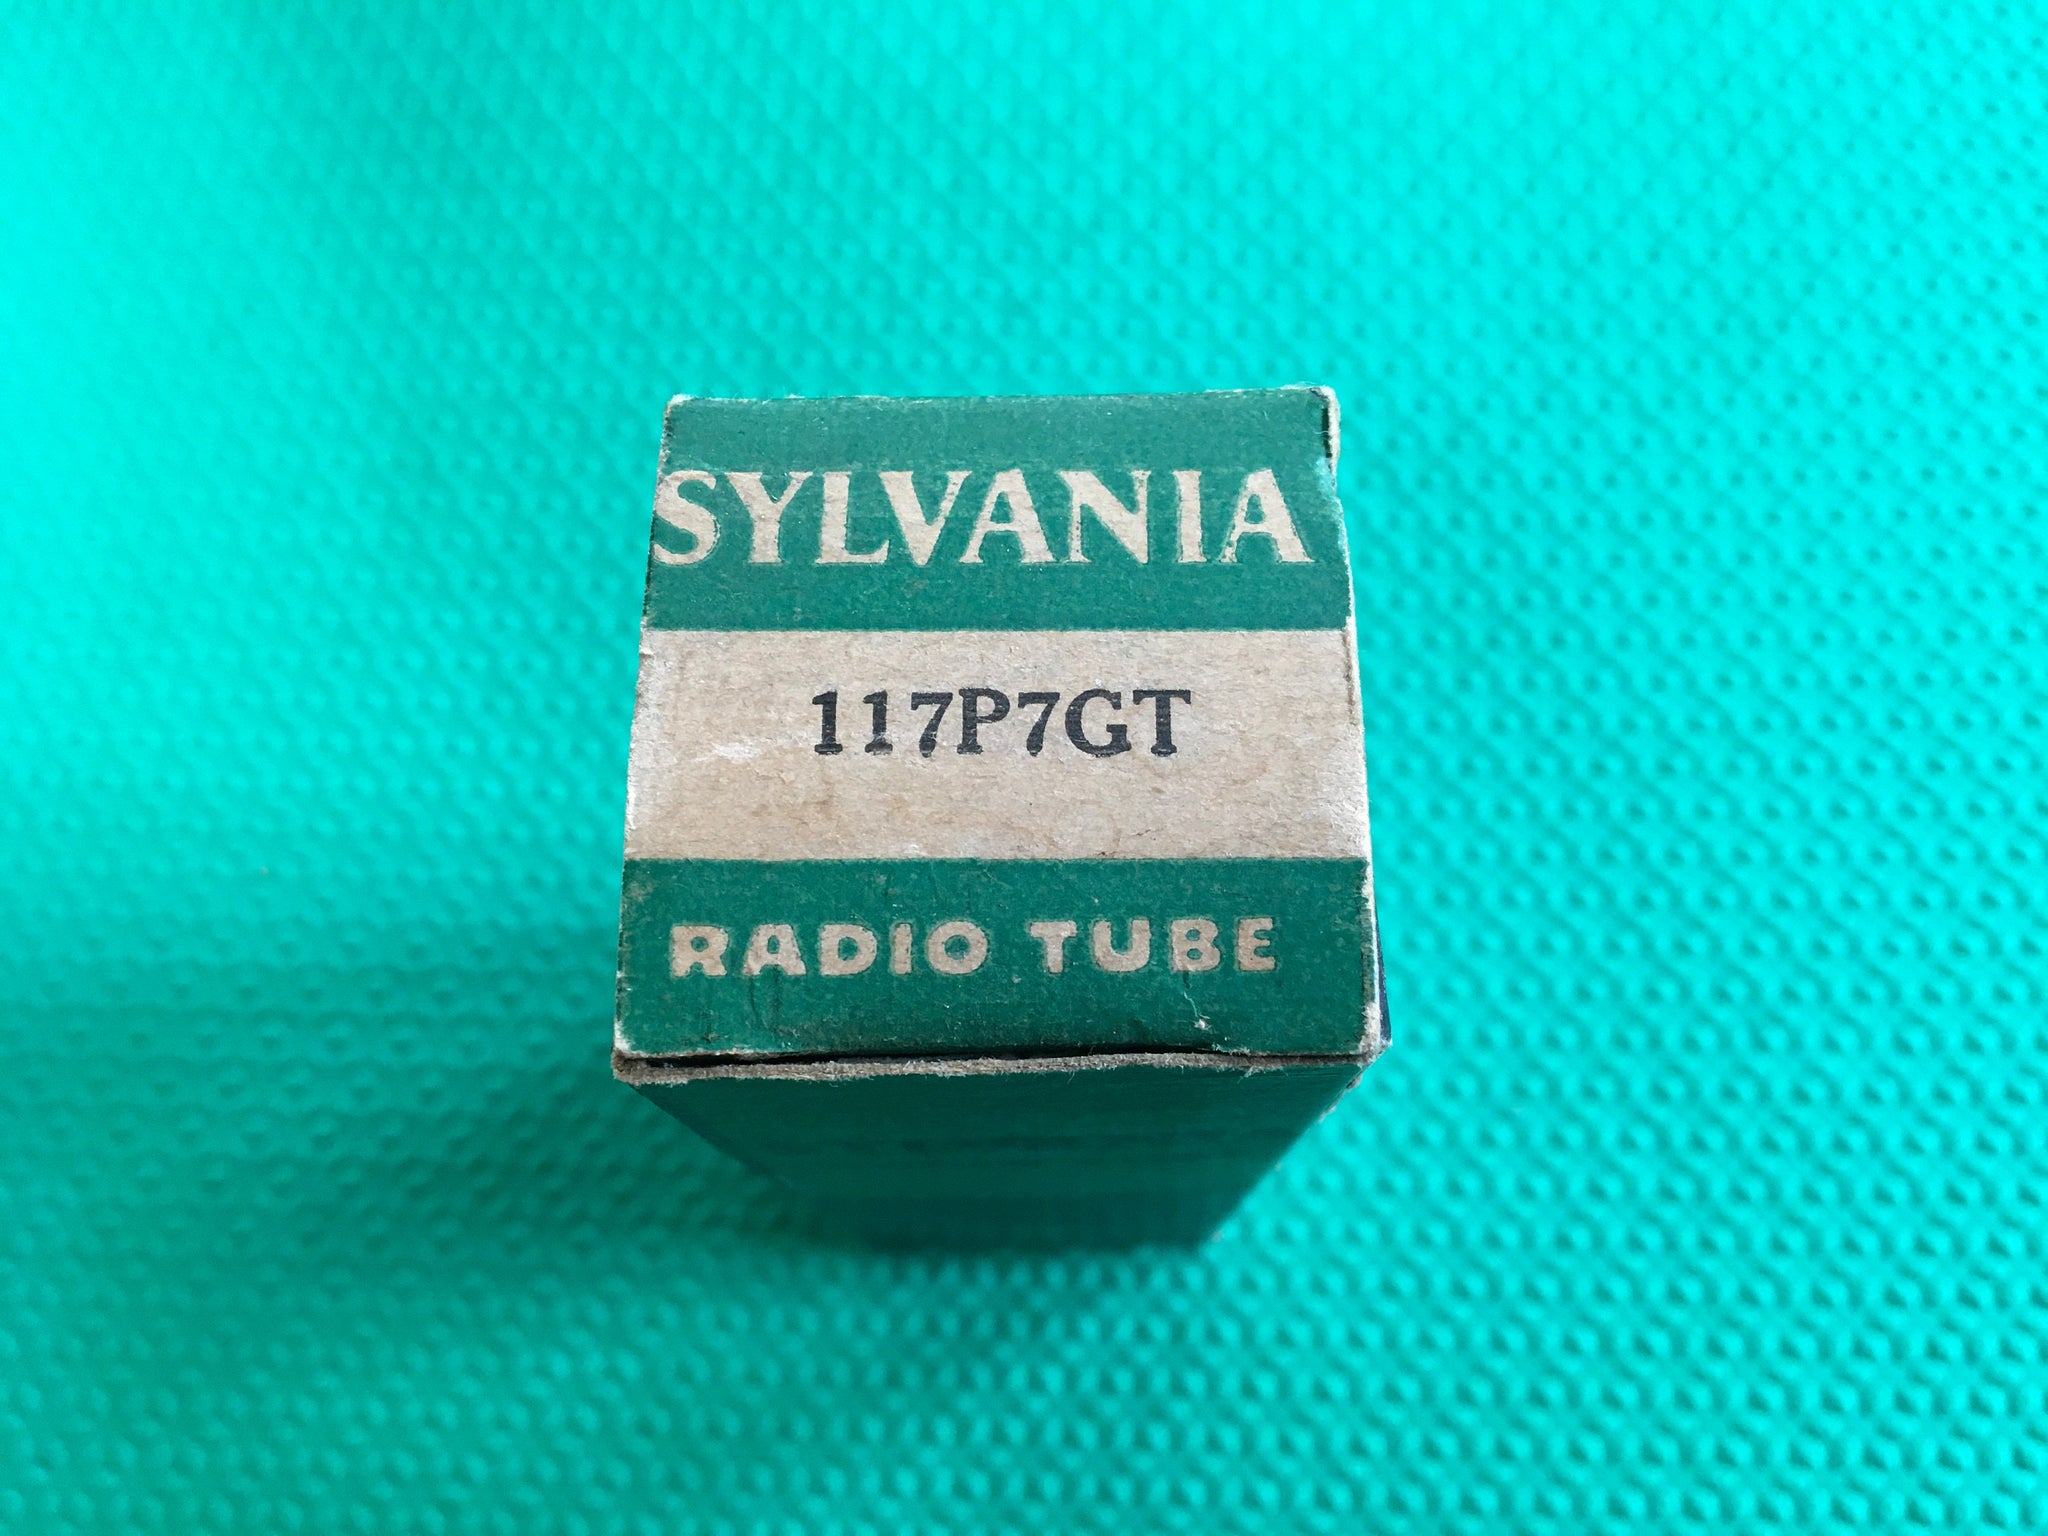 SYLVANIA
117P7GT
RADIO TUBE